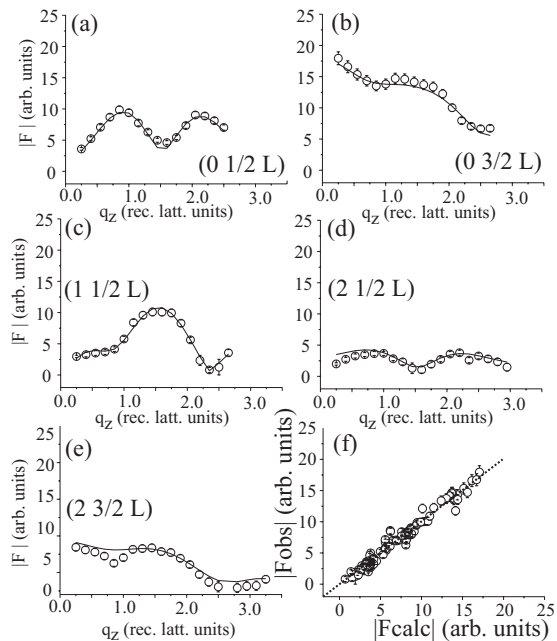 (a)
25
20
15
10
5
0
|F| (arb. units)
(0 1/2 L)
0.0 1.0 2.0 3.0
q_z (rec. latt. units)
(b)
25
20
15
10
5
0
(0 3/2 L)
0.0 1.0 2.0 3.0
q_z (rec. latt. units)
(c)
25
20
15
10
5
0
|F| (arb. units)
(1 1/2 L)
0.0 1.0 2.0 3.0
q_z (rec. latt. units)
(d)
25
20
15
10
5
0
(2 1/2 L)
0.0 1.0 2.0 3.0
q_z (rec. latt. units)
(e)
25
20
15
10
5
0
|F| (arb. units)
(2 3/2 L)
0.0 1.0 2.0 3.0
q_z (rec. latt. units)
(f)
25
20
15
10
5
0
|Fobs| (arb. units)
0 5 10 15 20 25
|Fcalc| (arb. units)